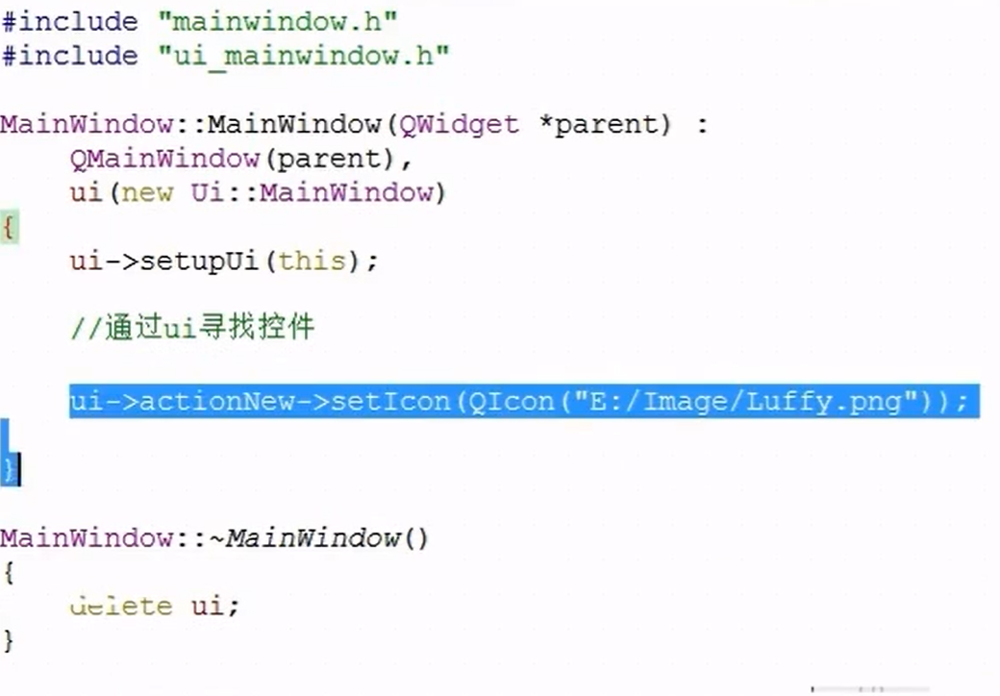 #include "mainwindow.h"
#include "ui_mainwindow.h"
MainWindow::MainWindow(QWidget *parent) :
    QMainWindow(parent),
    ui(new Ui::MainWindow)
{
    ui->setupUi(this);
    //通过ui寻找控件
    ui->actionNew->setIcon(QIcon("E:/Image/Luffy.png"));
}
MainWindow::~MainWindow()
{
    delete ui;
}